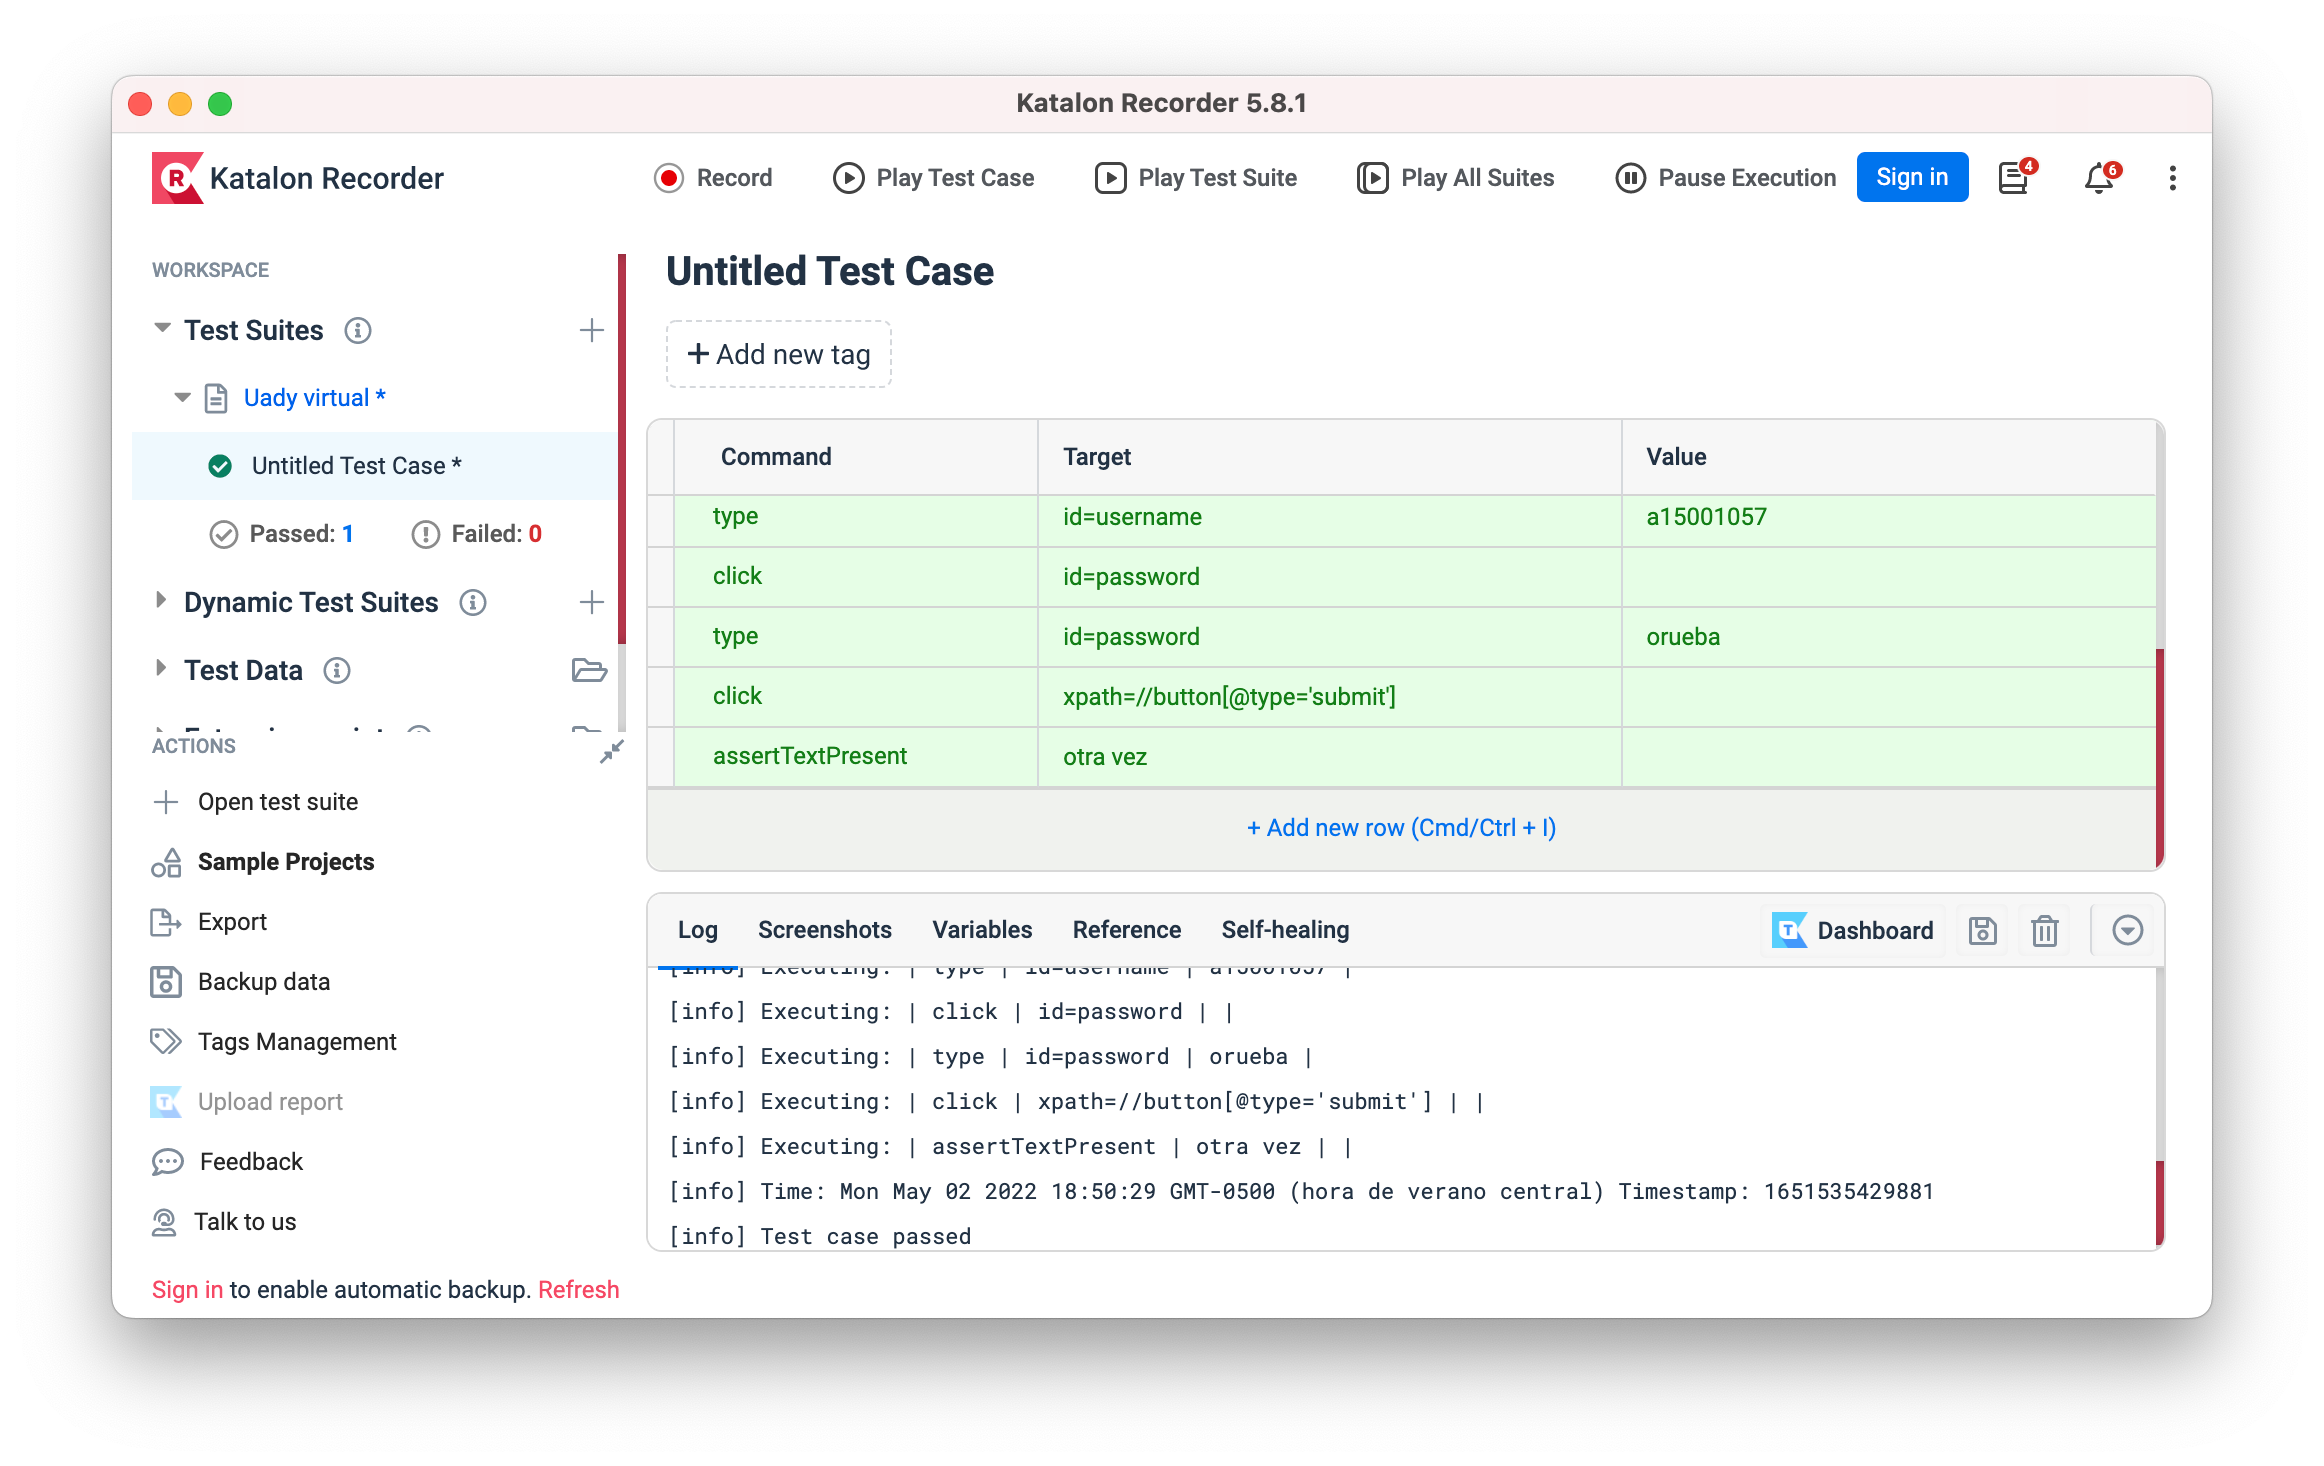 Katalon Recorder 5.8.1
Katalon Recorder
Record
Play Test Case
Play Test Suite
Play All Suites
Pause Execution
Sign in
4
6
WORKSPACE
Test Suites
Uady virtual *
Untitled Test Case *
Passed: 1
Failed: 0
Dynamic Test Suites
Test Data
ACTIONS
Open test suite
Sample Projects
Export
Backup data
Tags Management
Upload report
Feedback
Talk to us
Sign in to enable automatic backup. Refresh
Untitled Test Case
+ Add new tag
Command Target Value
type id=username a15001057
click id=password
type id=password orueba
click xpath=//button[@type='submit']
assertTextPresent otra vez
+ Add new row (Cmd/Ctrl + I)
Log Screenshots Variables Reference Self-healing Dashboard
[info] Executing: | type | id=username | a15001057 |
[info] Executing: | click | id=password | |
[info] Executing: | type | id=password | orueba |
[info] Executing: | click | xpath=//button[@type='submit'] | |
[info] Executing: | assertTextPresent | otra vez | |
[info] Time: Mon May 02 2022 18:50:29 GMT-0500 (hora de verano central) Timestamp: 1651535429881
[info] Test case passed